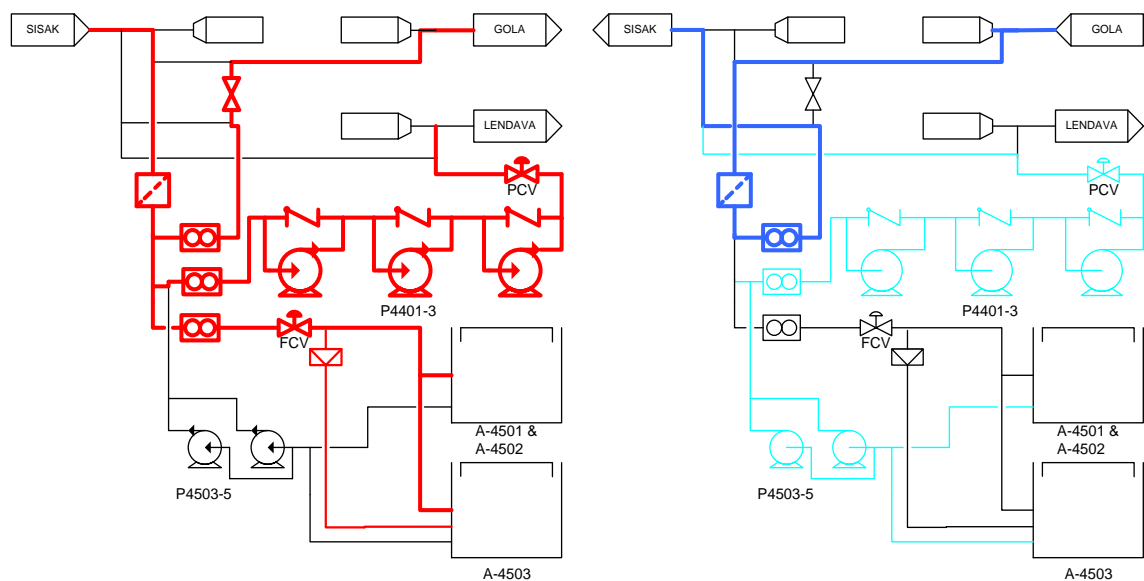 SISAK
GOLA
LENDAVA
PCV
P4401-3
FCV
A-4501 &
A-4502
P4503-5
A-4503
SISAK
GOLA
LENDAVA
PCV
P4401-3
FCV
A-4501 &
A-4502
P4503-5
A-4503